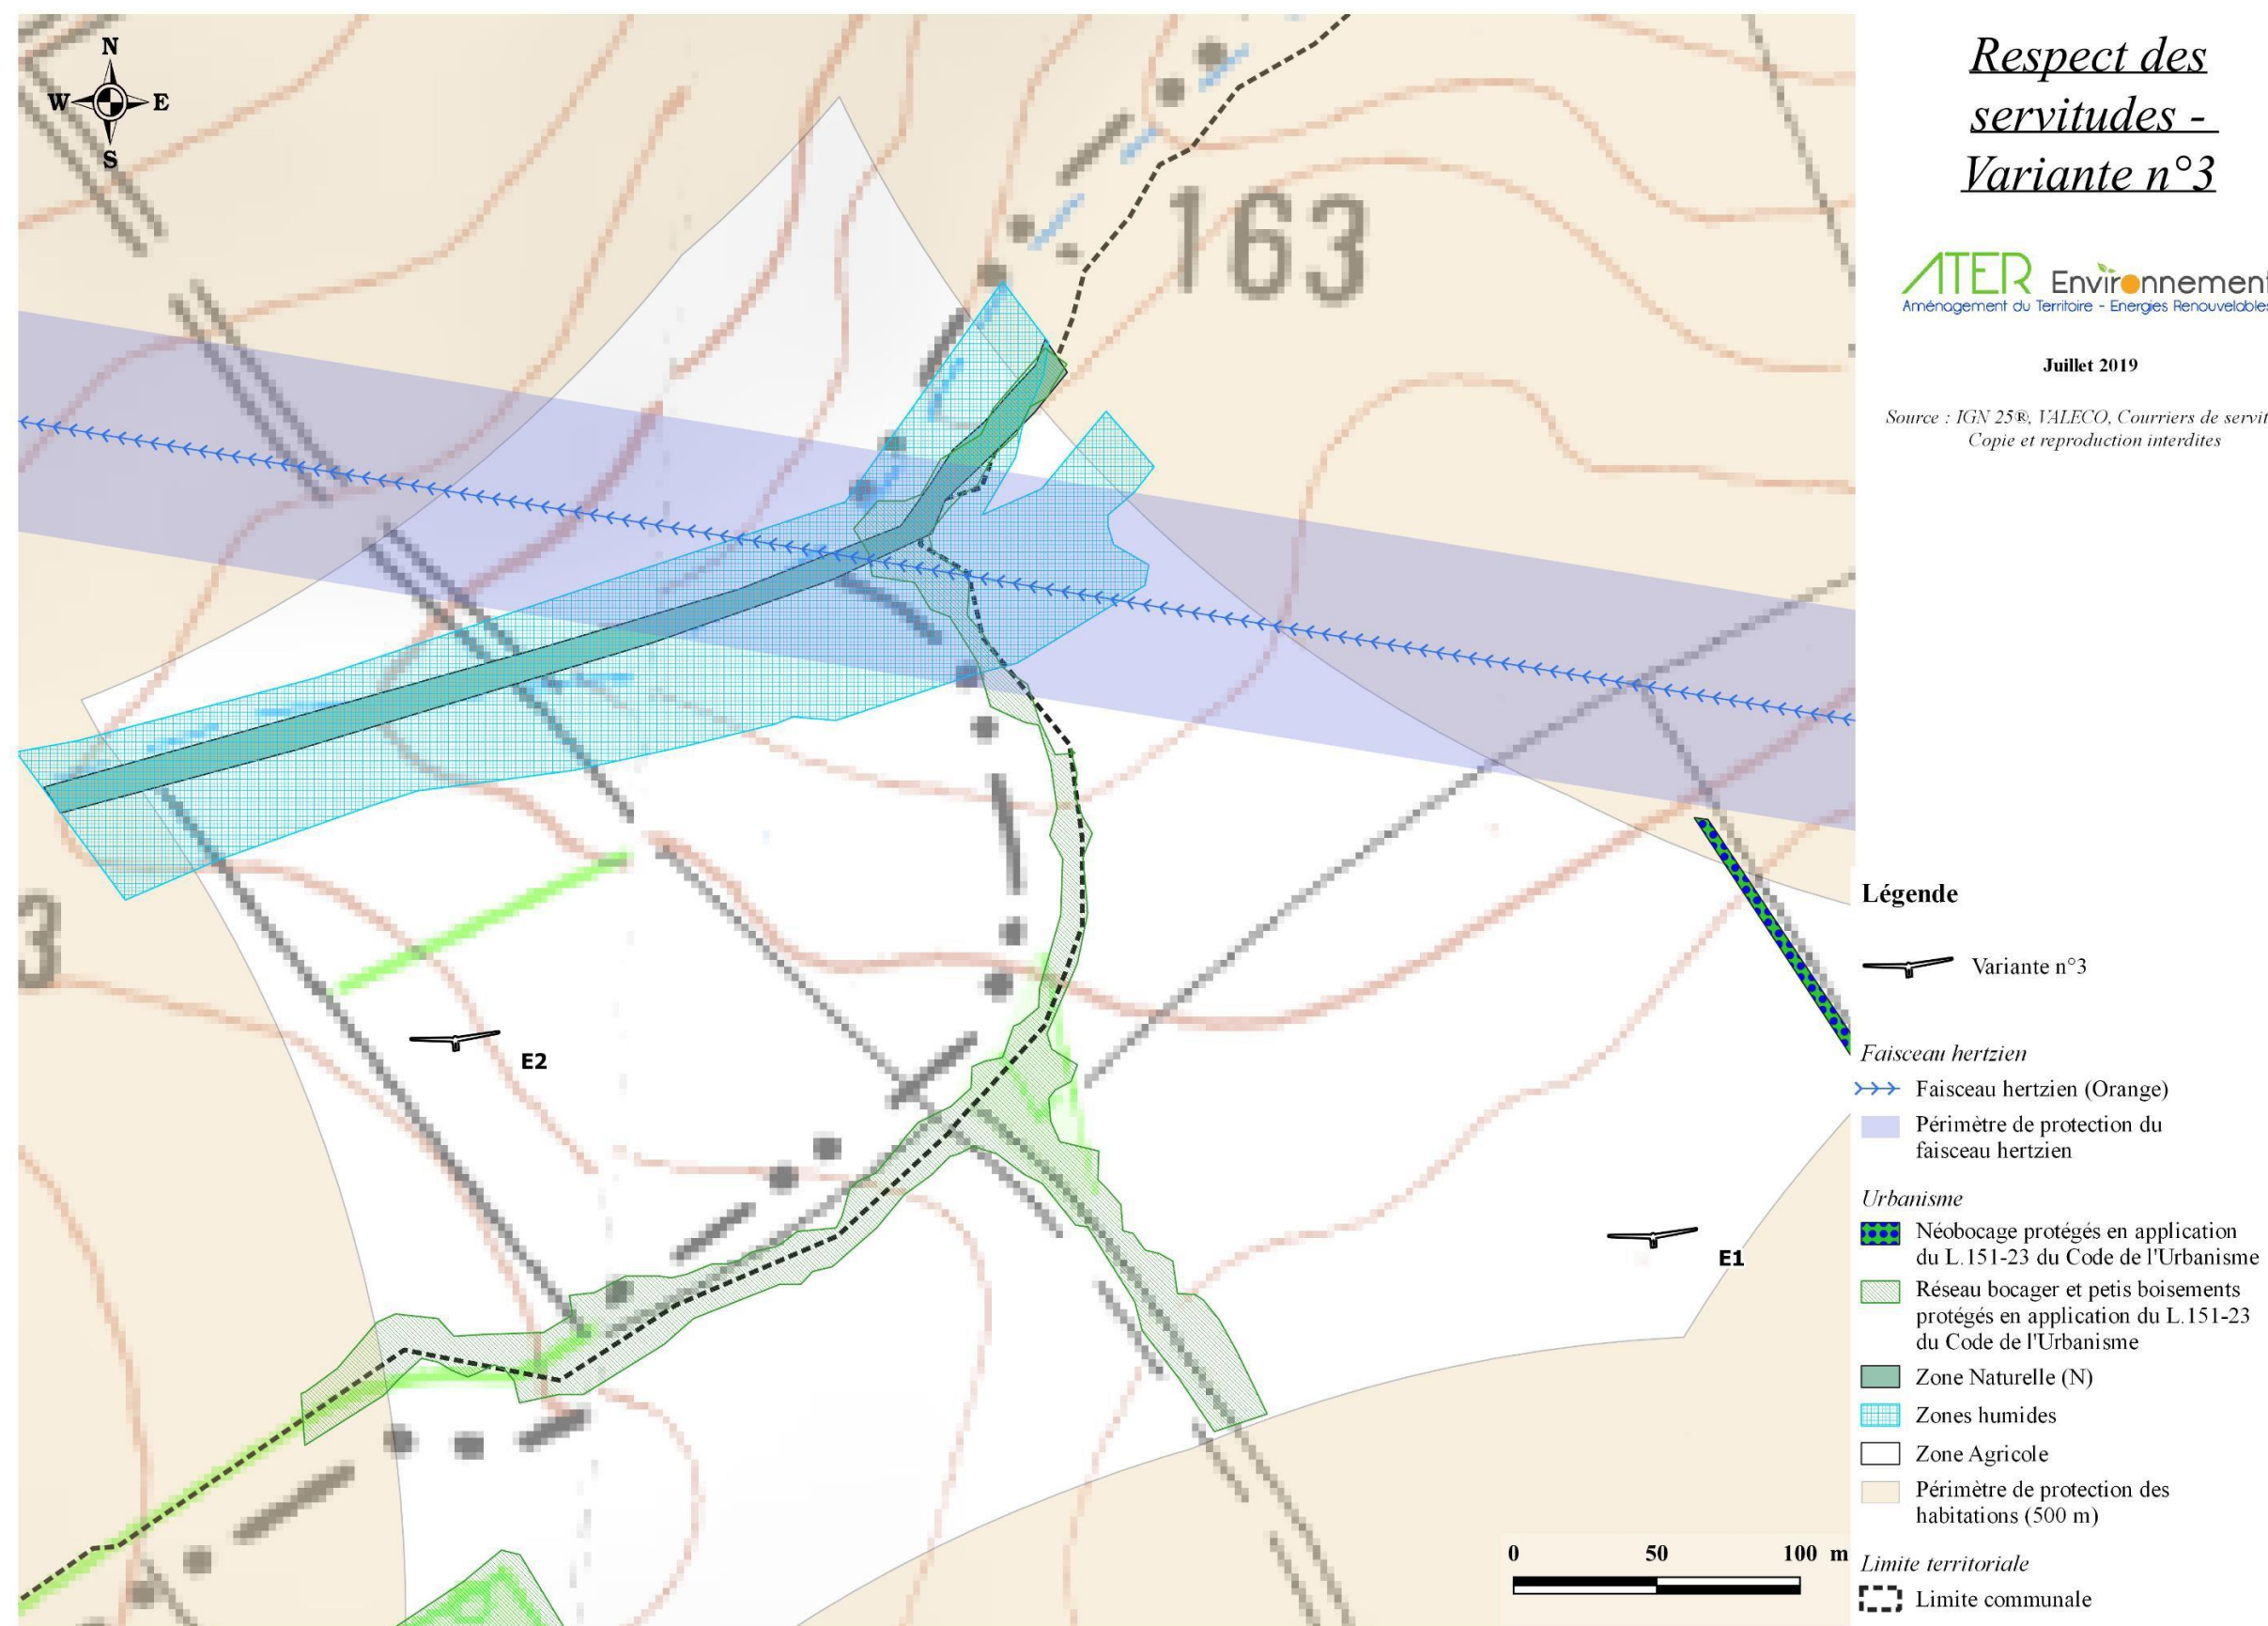 N
W
E
S
163
3
E2
E1
0 50 100 m
Respect des
servitudes -
Variante n°3
ATER Environnement
Aménagement du Territoire - Energies Renouvelables
Juillet 2019
Source : IGN 25®, VALECO, Courriers de servit
Copie et reproduction interdites
Légende
Variante n°3
Faisceau hertzien
Faisceau hertzien (Orange)
Périmètre de protection du
faisceau hertzien
Urbanisme
Néobocage protégés en application
du L.151-23 du Code de l'Urbanisme
Réseau bocager et petis boisements
protégés en application du L.151-23
du Code de l'Urbanisme
Zone Naturelle (N)
Zones humides
Zone Agricole
Périmètre de protection des
habitations (500 m)
Limite territoriale
Limite communale